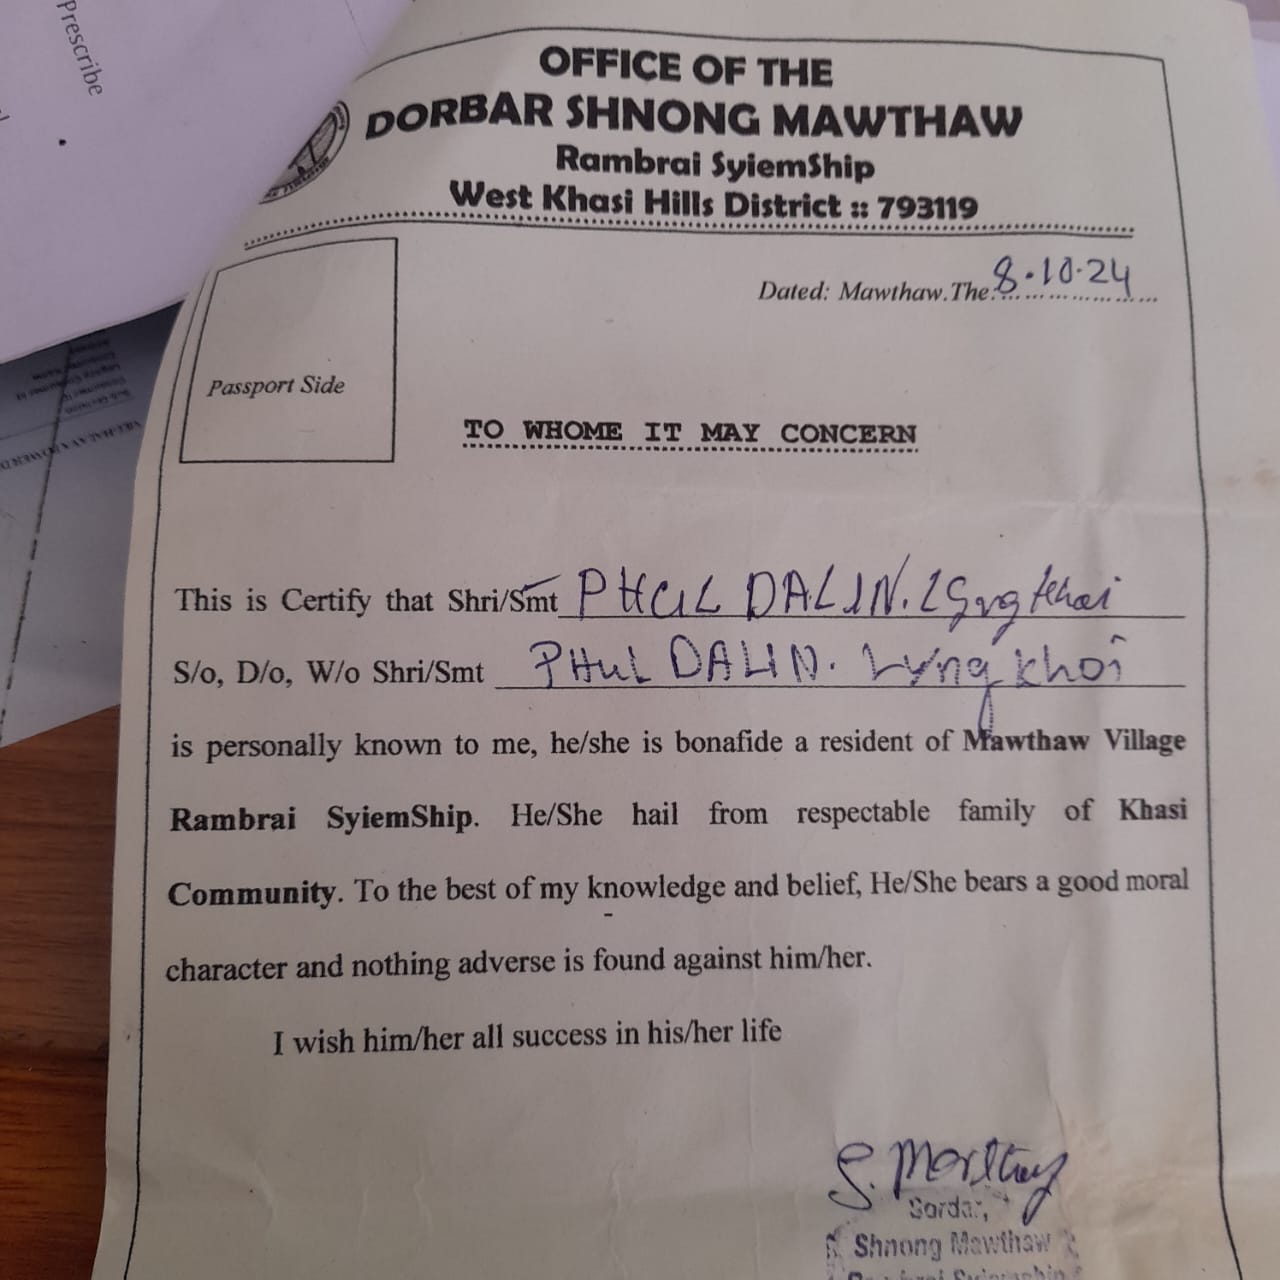 Prescribe
OFFICE OF THE
DORBAR SHNONG MAWTHAW
Rambrai SyiemShip
West Khasi Hills District :: 793119
Dated: Mawthaw.The: 8.10.24
Passport Side
TO WHOME IT MAY CONCERN
This is Certify that Shri/Smt PHUL DALIN.
S/o, D/o, W/o Shri/Smt PHUL DALIN. Lyngkhoi
is personally known to me, he/she is bonafide a resident of Mawthaw Village
Rambrai SyiemShip. He/She hail from respectable family of Khasi
Community. To the best of my knowledge and belief, He/She bears a good moral
character and nothing adverse is found against him/her.
I wish him/her all success in his/her life
S.
Sordar,
Shnong Mawthaw